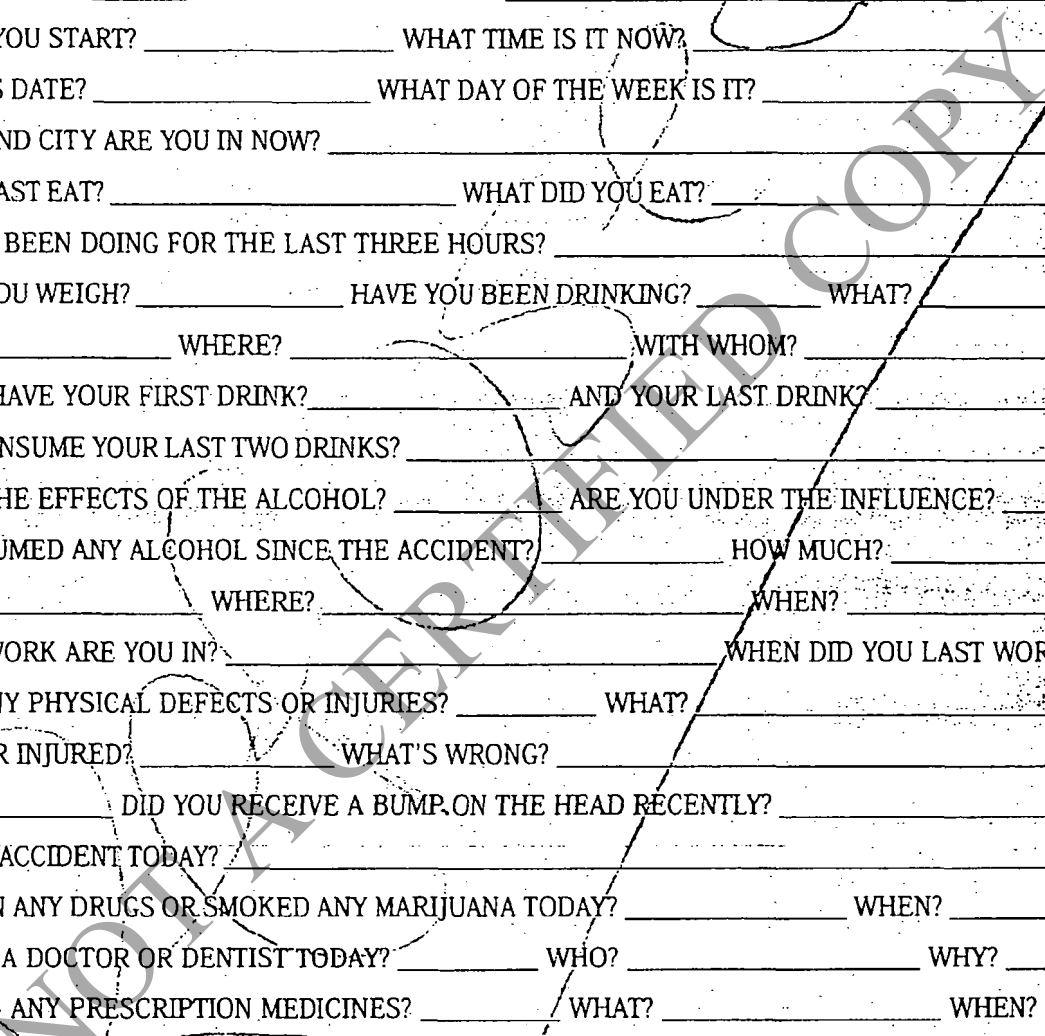 YOU START? WHAT TIME IS IT NOW?
DATE? WHAT DAY OF THE WEEK IS IT?
CITY ARE YOU IN NOW?
EAT? WHAT DID YOU EAT?
BEEN DOING FOR THE LAST THREE HOURS?
WEIGH? HAVE YOU BEEN DRINKING? WHAT?
WHERE? WITH WHOM?
HAVE YOUR FIRST DRINK? AND YOUR LAST DRINK?
NSUME YOUR LAST TWO DRINKS?
HE EFFECTS OF THE ALCOHOL? ARE YOU UNDER THE INFLUENCE?
UMED ANY ALCOHOL SINCE THE ACCIDENT? HOW MUCH?
WHERE? WHEN?
WORK ARE YOU IN? WHEN DID YOU LAST WOR
NY PHYSICAL DEFECTS OR INJURIES? WHAT?
R INJURED? WHAT'S WRONG?
DID YOU RECEIVE A BUMP ON THE HEAD RECENTLY?
ACCIDENT TODAY?
N ANY DRUGS OR SMOKED ANY MARIJUANA TODAY? WHEN?
A DOCTOR OR DENTIST TODAY? WHO? WHY?
ANY PRESCRIPTION MEDICINES? WHAT? WHEN?
NOT A CERTIFIED COPY